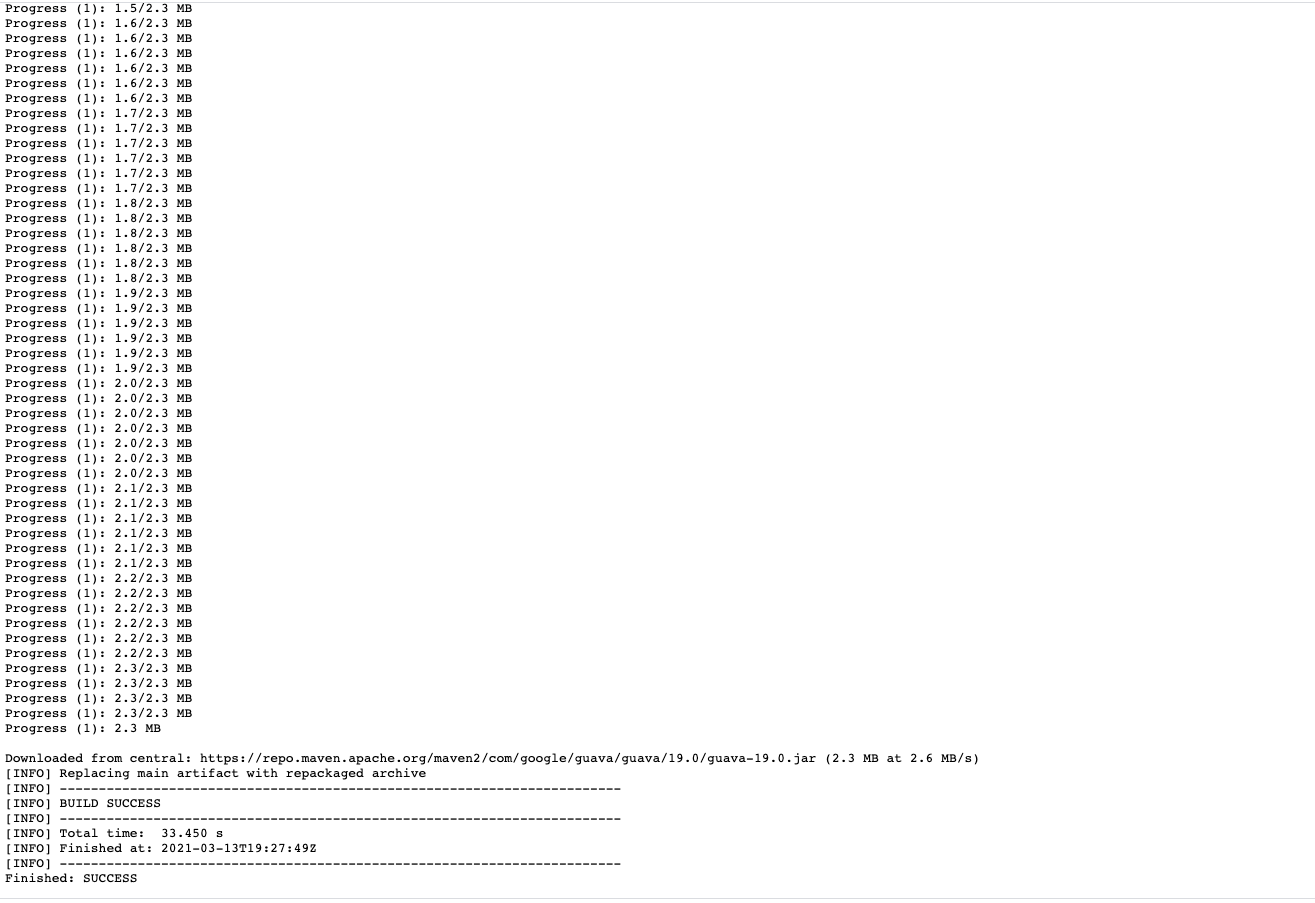 Progress (1): 1.5/2.3 MB
Progress (1): 1.6/2.3 MB
Progress (1): 1.6/2.3 MB
Progress (1): 1.6/2.3 MB
Progress (1): 1.6/2.3 MB
Progress (1): 1.6/2.3 MB
Progress (1): 1.6/2.3 MB
Progress (1): 1.7/2.3 MB
Progress (1): 1.7/2.3 MB
Progress (1): 1.7/2.3 MB
Progress (1): 1.7/2.3 MB
Progress (1): 1.7/2.3 MB
Progress (1): 1.7/2.3 MB
Progress (1): 1.8/2.3 MB
Progress (1): 1.8/2.3 MB
Progress (1): 1.8/2.3 MB
Progress (1): 1.8/2.3 MB
Progress (1): 1.8/2.3 MB
Progress (1): 1.8/2.3 MB
Progress (1): 1.9/2.3 MB
Progress (1): 1.9/2.3 MB
Progress (1): 1.9/2.3 MB
Progress (1): 1.9/2.3 MB
Progress (1): 1.9/2.3 MB
Progress (1): 1.9/2.3 MB
Progress (1): 2.0/2.3 MB
Progress (1): 2.0/2.3 MB
Progress (1): 2.0/2.3 MB
Progress (1): 2.0/2.3 MB
Progress (1): 2.0/2.3 MB
Progress (1): 2.0/2.3 MB
Progress (1): 2.0/2.3 MB
Progress (1): 2.1/2.3 MB
Progress (1): 2.1/2.3 MB
Progress (1): 2.1/2.3 MB
Progress (1): 2.1/2.3 MB
Progress (1): 2.1/2.3 MB
Progress (1): 2.1/2.3 MB
Progress (1): 2.2/2.3 MB
Progress (1): 2.2/2.3 MB
Progress (1): 2.2/2.3 MB
Progress (1): 2.2/2.3 MB
Progress (1): 2.2/2.3 MB
Progress (1): 2.2/2.3 MB
Progress (1): 2.3/2.3 MB
Progress (1): 2.3/2.3 MB
Progress (1): 2.3/2.3 MB
Progress (1): 2.3/2.3 MB
Progress (1): 2.3 MB

Downloaded from central: https://repo.maven.apache.org/maven2/com/google/guava/guava/19.0/guava-19.0.jar (2.3 MB at 2.6 MB/s)
[INFO] Replacing main artifact with repackaged archive
[INFO] ------------------------------------------------------------------------
[INFO] BUILD SUCCESS
[INFO] ------------------------------------------------------------------------
[INFO] Total time:  33.450 s
[INFO] Finished at: 2021-03-13T19:27:49Z
[INFO] ------------------------------------------------------------------------
Finished: SUCCESS